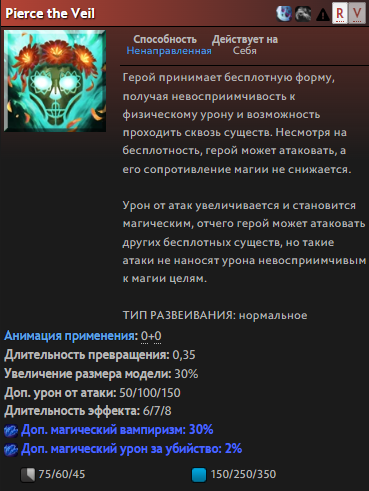 Pierce the Veil
R V
Способность Действует на
Ненаправленная Себя
Герой принимает бесплотную форму,
получая невосприимчивость к
физическому урону и возможность
проходить сквозь существ. Несмотря на
бесплотность, герой может атаковать, а
его сопротивление магии не снижается.
Урон от атак увеличивается и становится
магическим, отчего герой может атаковать
других бесплотных существ, но такие
атаки не наносят урона невосприимчивым
к магии целям.
ТИП РАЗВЕИВАНИЯ: нормальное
Анимация применения: 0+0
Длительность превращения: 0,35
Увеличение размера модели: 30%
Доп. урон от атаки: 50/100/150
Длительность эффекта: 6/7/8
Доп. магический вампиризм: 30%
Доп. магический урон за убийство: 2%
75/60/45 150/250/350